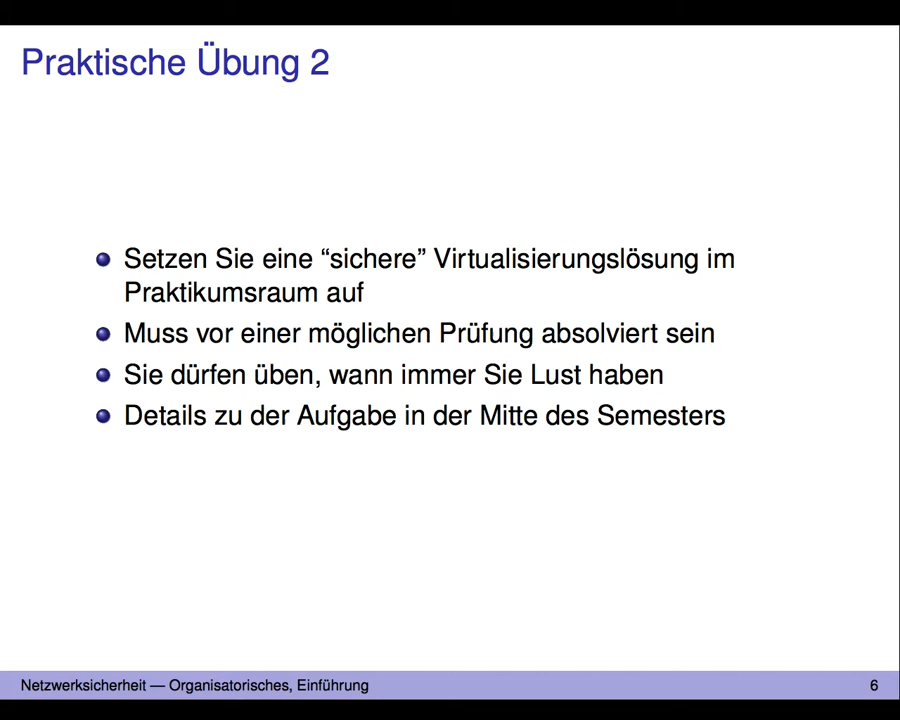 Praktische Übung 2
Setzen Sie eine “sichere” Virtualisierungslösung im
Praktikumsraum auf
Muss vor einer möglichen Prüfung absolviert sein
Sie dürfen üben, wann immer Sie Lust haben
Details zu der Aufgabe in der Mitte des Semesters
Netzwerksicherheit — Organisatorisches, Einführung 6